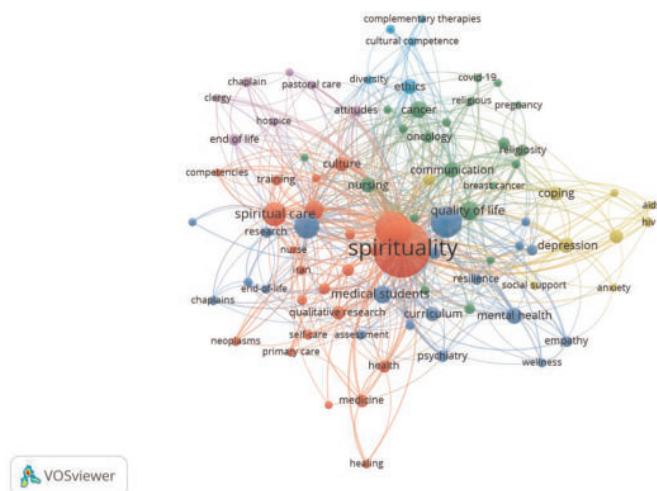 complementary therapies
cultural competence
covid-19
chaplain
diversity
ethics
pastoral care
clergy
religious
pregnancy
attitudes
cancer
hospice
oncology
end of life
religiosity
culture
communication
competencies
training
nursing
breast cancer
coping
aids
spiritual care
quality of life
hiv
research
spirituality
depression
nurse
iran
resilience
social support
anxiety
end-of-life
medical students
chaplains
qualitative research
curriculum
mental health
neoplasms
self-care
assessment
empathy
primary care
psychiatry
wellness
health
medicine
healing
VOSviewer